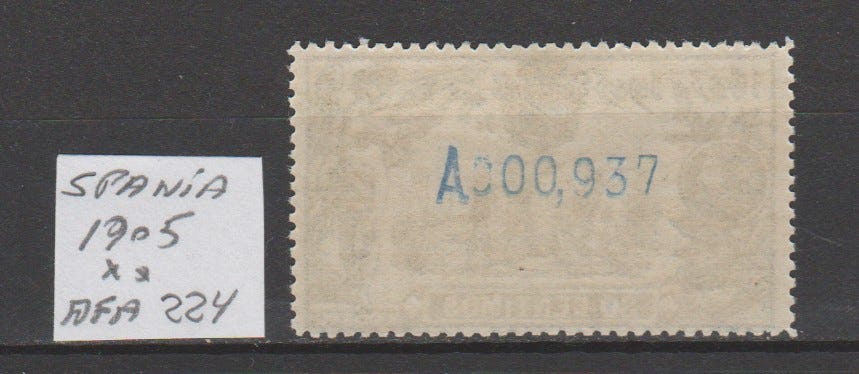 SPANIA
1905
**
AFA 224
A000,937